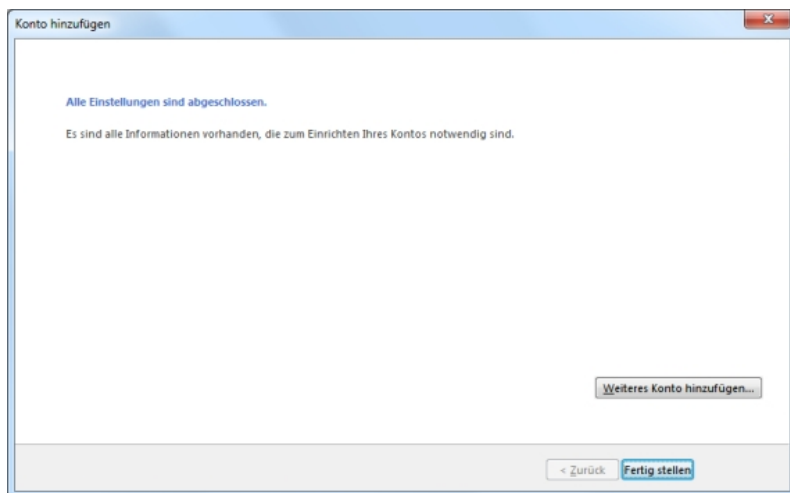 Konto hinzufügen
Alle Einstellungen sind abgeschlossen.
Es sind alle Informationen vorhanden, die zum Einrichten Ihres Kontos notwendig sind.
Weiteres Konto hinzufügen...
< Zurück
Fertig stellen